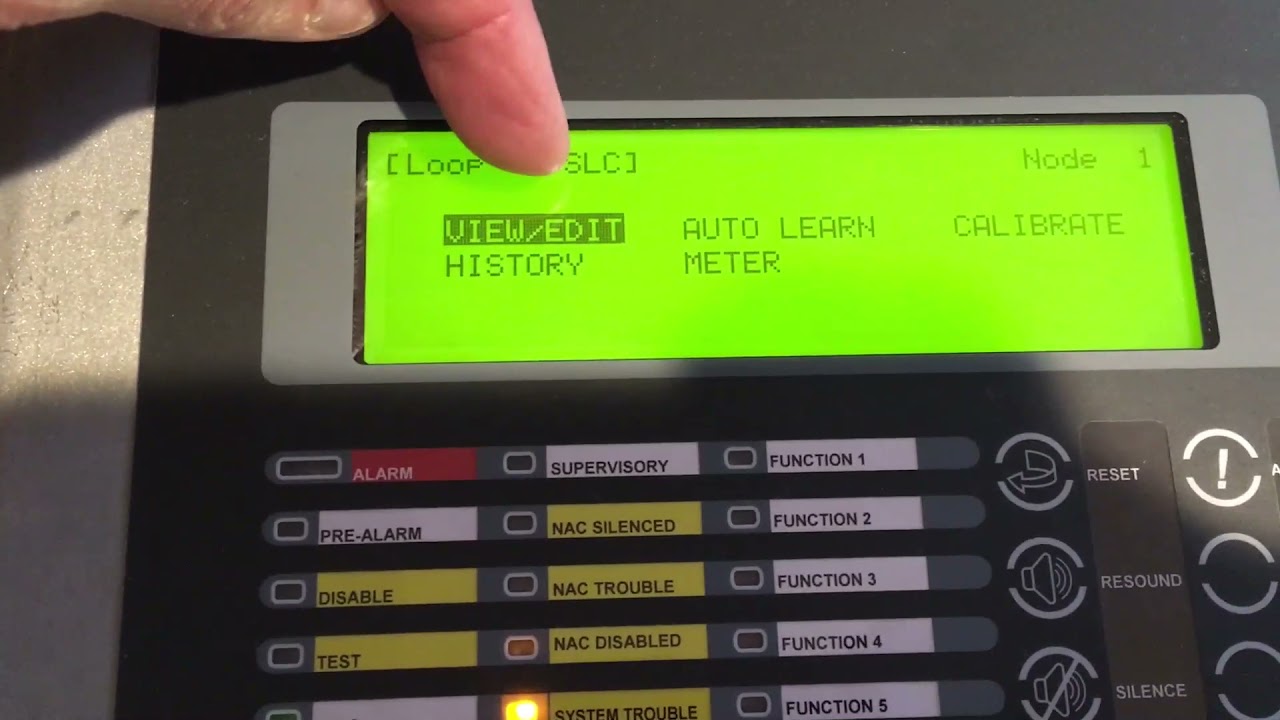 [Loop SLC] Node 1
VIEW/EDIT AUTO LEARN CALIBRATE
HISTORY METER
ALARM SUPERVISORY FUNCTION 1
RESET !
PRE-ALARM NAC SILENCED FUNCTION 2
DISABLE NAC TROUBLE FUNCTION 3
RESOUND
TEST NAC DISABLED FUNCTION 4
SYSTEM TROUBLE FUNCTION 5
SILENCE